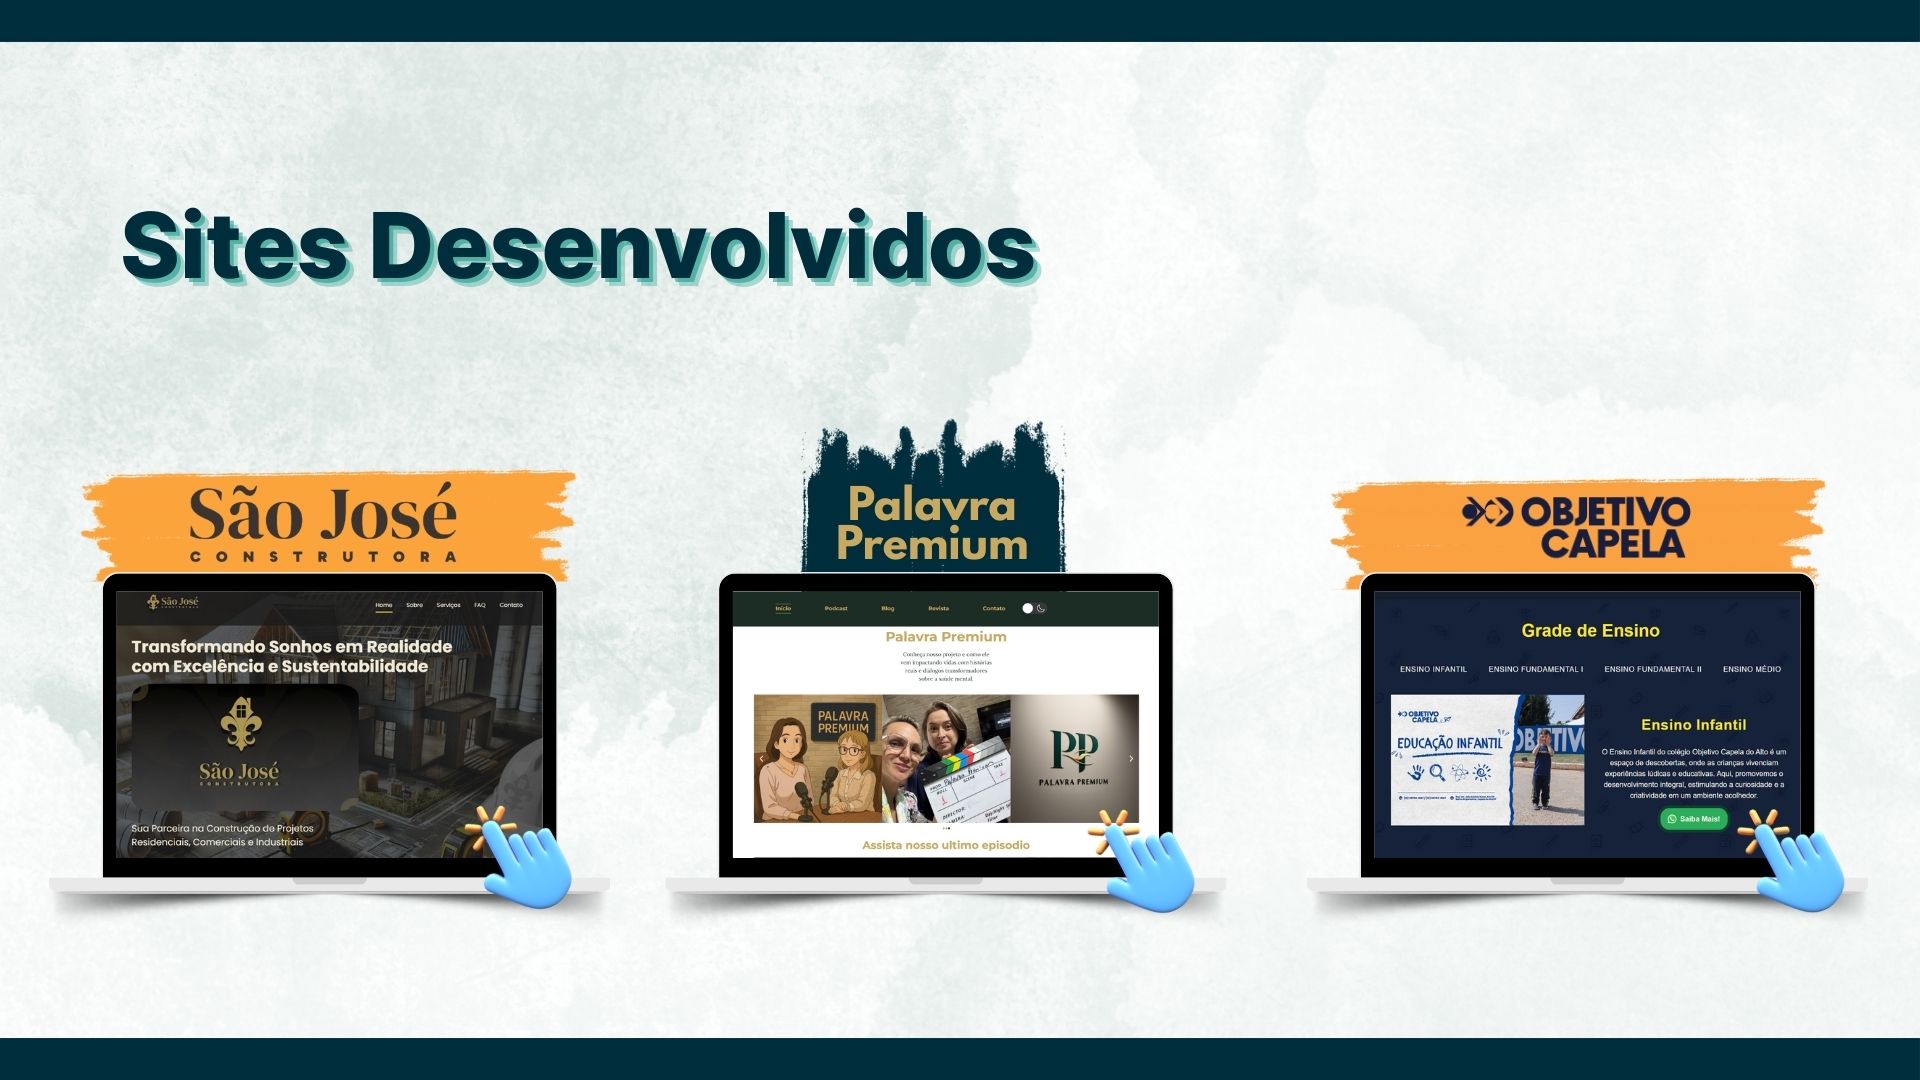 Sites Desenvolvidos
São José
CONSTRUTORA
São José
Home Sobre Serviços FAQ Contato
Transformando Sonhos em Realidade
com Excelência e Sustentabilidade
São José
CONSTRUTORA
Sua Parceira na Construção de Projetos
Residenciais, Comerciais e Industriais
Palavra
Premium
Início Podcast Blog Revista Contato
Palavra Premium
Conheça nosso projeto e como ele
vem impactando vidas com histórias
reais e diálogos transformadores
sobre a saúde mental.
PALAVRA
PREMIUM
PALAVRA PREMIUM
Assista nosso ultimo episodio
OBJETIVO
CAPELA
Grade de Ensino
ENSINO INFANTIL ENSINO FUNDAMENTAL I ENSINO FUNDAMENTAL II ENSINO MÉDIO
OBJETIVO
CAPELA
EDUCAÇÃO INFANTIL
Ensino Infantil
O Ensino Infantil do colégio Objetivo Capela do Alto é um
espaço de descobertas, onde as crianças vivenciam
experiências lúdicas e educativas. Aqui, promovemos o
desenvolvimento integral, estimulando a curiosidade e a
criatividade em um ambiente acolhedor.
Saiba Mais!